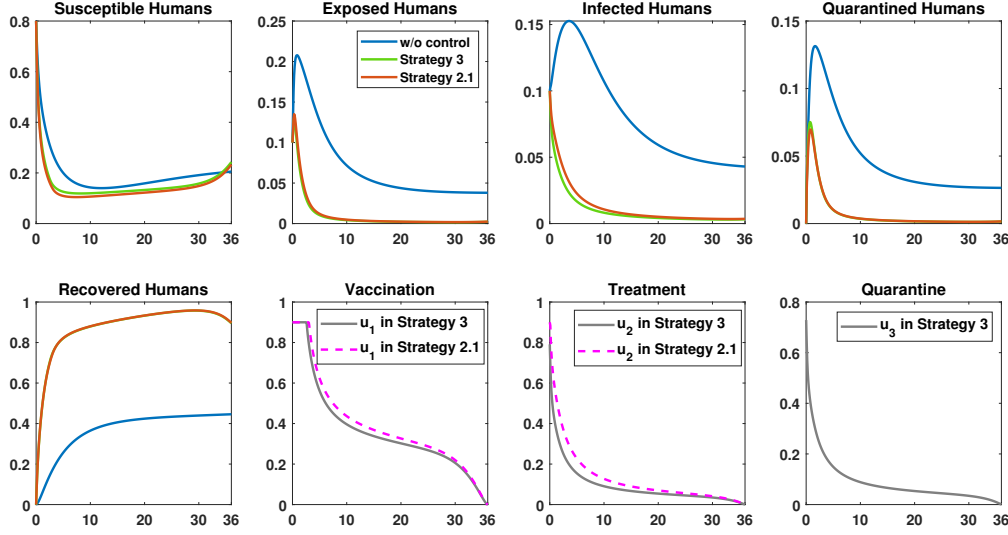 Susceptible Humans
Exposed Humans
Infected Humans
Quarantined Humans
0.8
0.6
0.4
0.2
0
0 10 20 30 36
0.25
0.2
0.15
0.1
0.05
0
0 10 20 30 36
w/o control
Strategy 3
Strategy 2.1
0.15
0.1
0.05
0
0 10 20 30 36
0.15
0.1
0.05
0
0 10 20 30 36
Recovered Humans
Vaccination
Treatment
Quarantine
1
0.8
0.6
0.4
0.2
0
0 10 20 30 36
1
0.8
0.6
0.4
0.2
0
0 10 20 30 36
u1 in Strategy 3
u1 in Strategy 2.1
1
0.8
0.6
0.4
0.2
0
0 10 20 30 36
u2 in Strategy 3
u2 in Strategy 2.1
0.8
0.6
0.4
0.2
0
0 10 20 30 36
u3 in Strategy 3